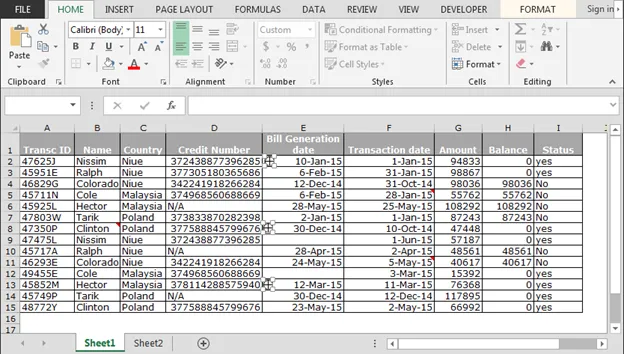 FILE HOME INSERT PAGE LAYOUT FORMULAS DATA REVIEW VIEW DEVELOPER FORMAT Sign in
Calibri (Body) 11 Custom Conditional Formatting Insert
Paste B I U A $ % , Format as Table Delete
Cell Styles Format
Clipboard Font Alignment Number Styles Cells Editing
fx
A B C D E F G H I
1 Transc ID Name Country Credit Number Bill Generation date Transaction date Amount Balance Status
2 47625J Nissim Niue 372438877396285 10-Jan-15 1-Jan-15 94833 0 yes
3 45951E Ralph Niue 377305180365686 6-Feb-15 31-Jan-15 98867 0 yes
4 46829G Colorado Niue 342241918266284 12-Dec-14 31-Oct-14 98036 98036 No
5 45711N Cole Malaysia 374968560688669 6-Feb-15 28-Jan-15 55762 55762 No
6 45925L Cector Malaysia N/A 28-May-15 25-May-15 108292 108292 No
7 47803W Tarik Poland 373833870282398 2-Jan-15 1-Jan-15 87243 87243 No
8 47350P Clinton Poland 377588845799676 30-Dec-14 10-Oct-14 47448 0 yes
9 47475L Nissim Niue 372438877396285 1-Jun-15 57187 0 yes
10 45717A Ralph Niue N/A 28-Apr-15 2-Apr-15 48561 48561 No
11 46293E Colorado Niue 342241918266284 24-May-15 5-May-15 40617 40617 No
12 49455E Cole Malaysia 374968560688669 3-Mar-15 15392 0 yes
13 45852M Hector Malaysia 378114288575940 12-Mar-15 11-Mar-15 76368 0 yes
14 45749P Tarik Poland N/A 30-Dec-14 12-Dec-14 117895 0 yes
15 48772Y Clinton Poland 377588845799676 23-May-15 2-May-15 66992 0 yes
16
17
Sheet1 Sheet2